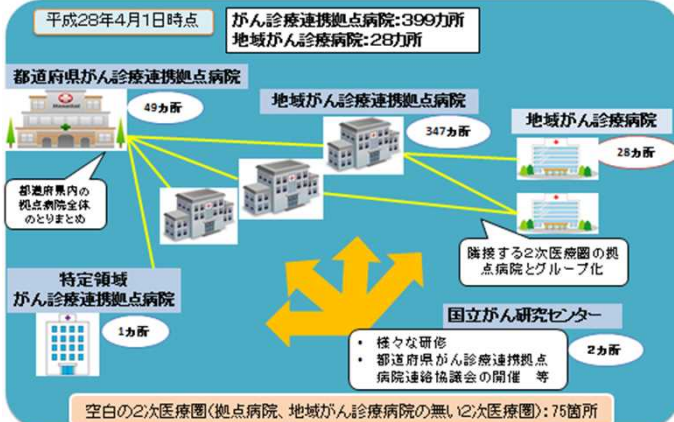 平成28年4月1日時点
がん診療連携拠点病院:399カ所
地域がん診療病院:28カ所
都道府県がん診療連携拠点病院
49カ所
地域がん診療連携拠点病院
347カ所
地域がん診療病院
28カ所
都道府県内の
拠点病院全体
のとりまとめ
隣接する2次医療圏の拠
点病院とグループ化
特定領域
がん診療連携拠点病院
1カ所
国立がん研究センター
2カ所
• 様々な研修
• 都道府県がん診療連携拠点
病院連絡協議会の開催 等
空白の2次医療圏(拠点病院、地域がん診療病院の無い2次医療圏):75箇所